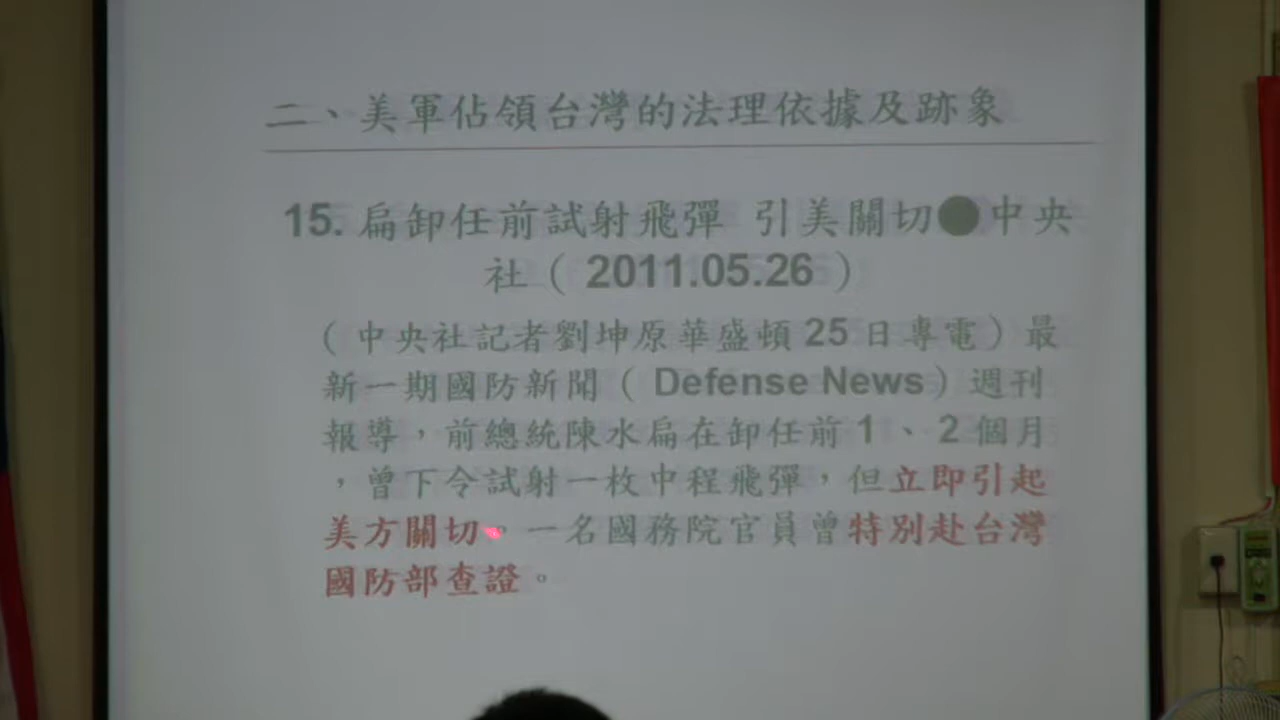 二、美軍佔領台灣的法理依據及跡象
15. 扁卸任前試射飛彈 引美關切●中央
社（2011.05.26）
（中央社記者劉坤原華盛頓25日專電）最
新一期國防新聞（Defense News）週刊
報導，前總統陳水扁在卸任前1、2個月
，曾下令試射一枚中程飛彈，但立即引起
美方關切。一名國務院官員曾特別赴台灣
國防部查證。